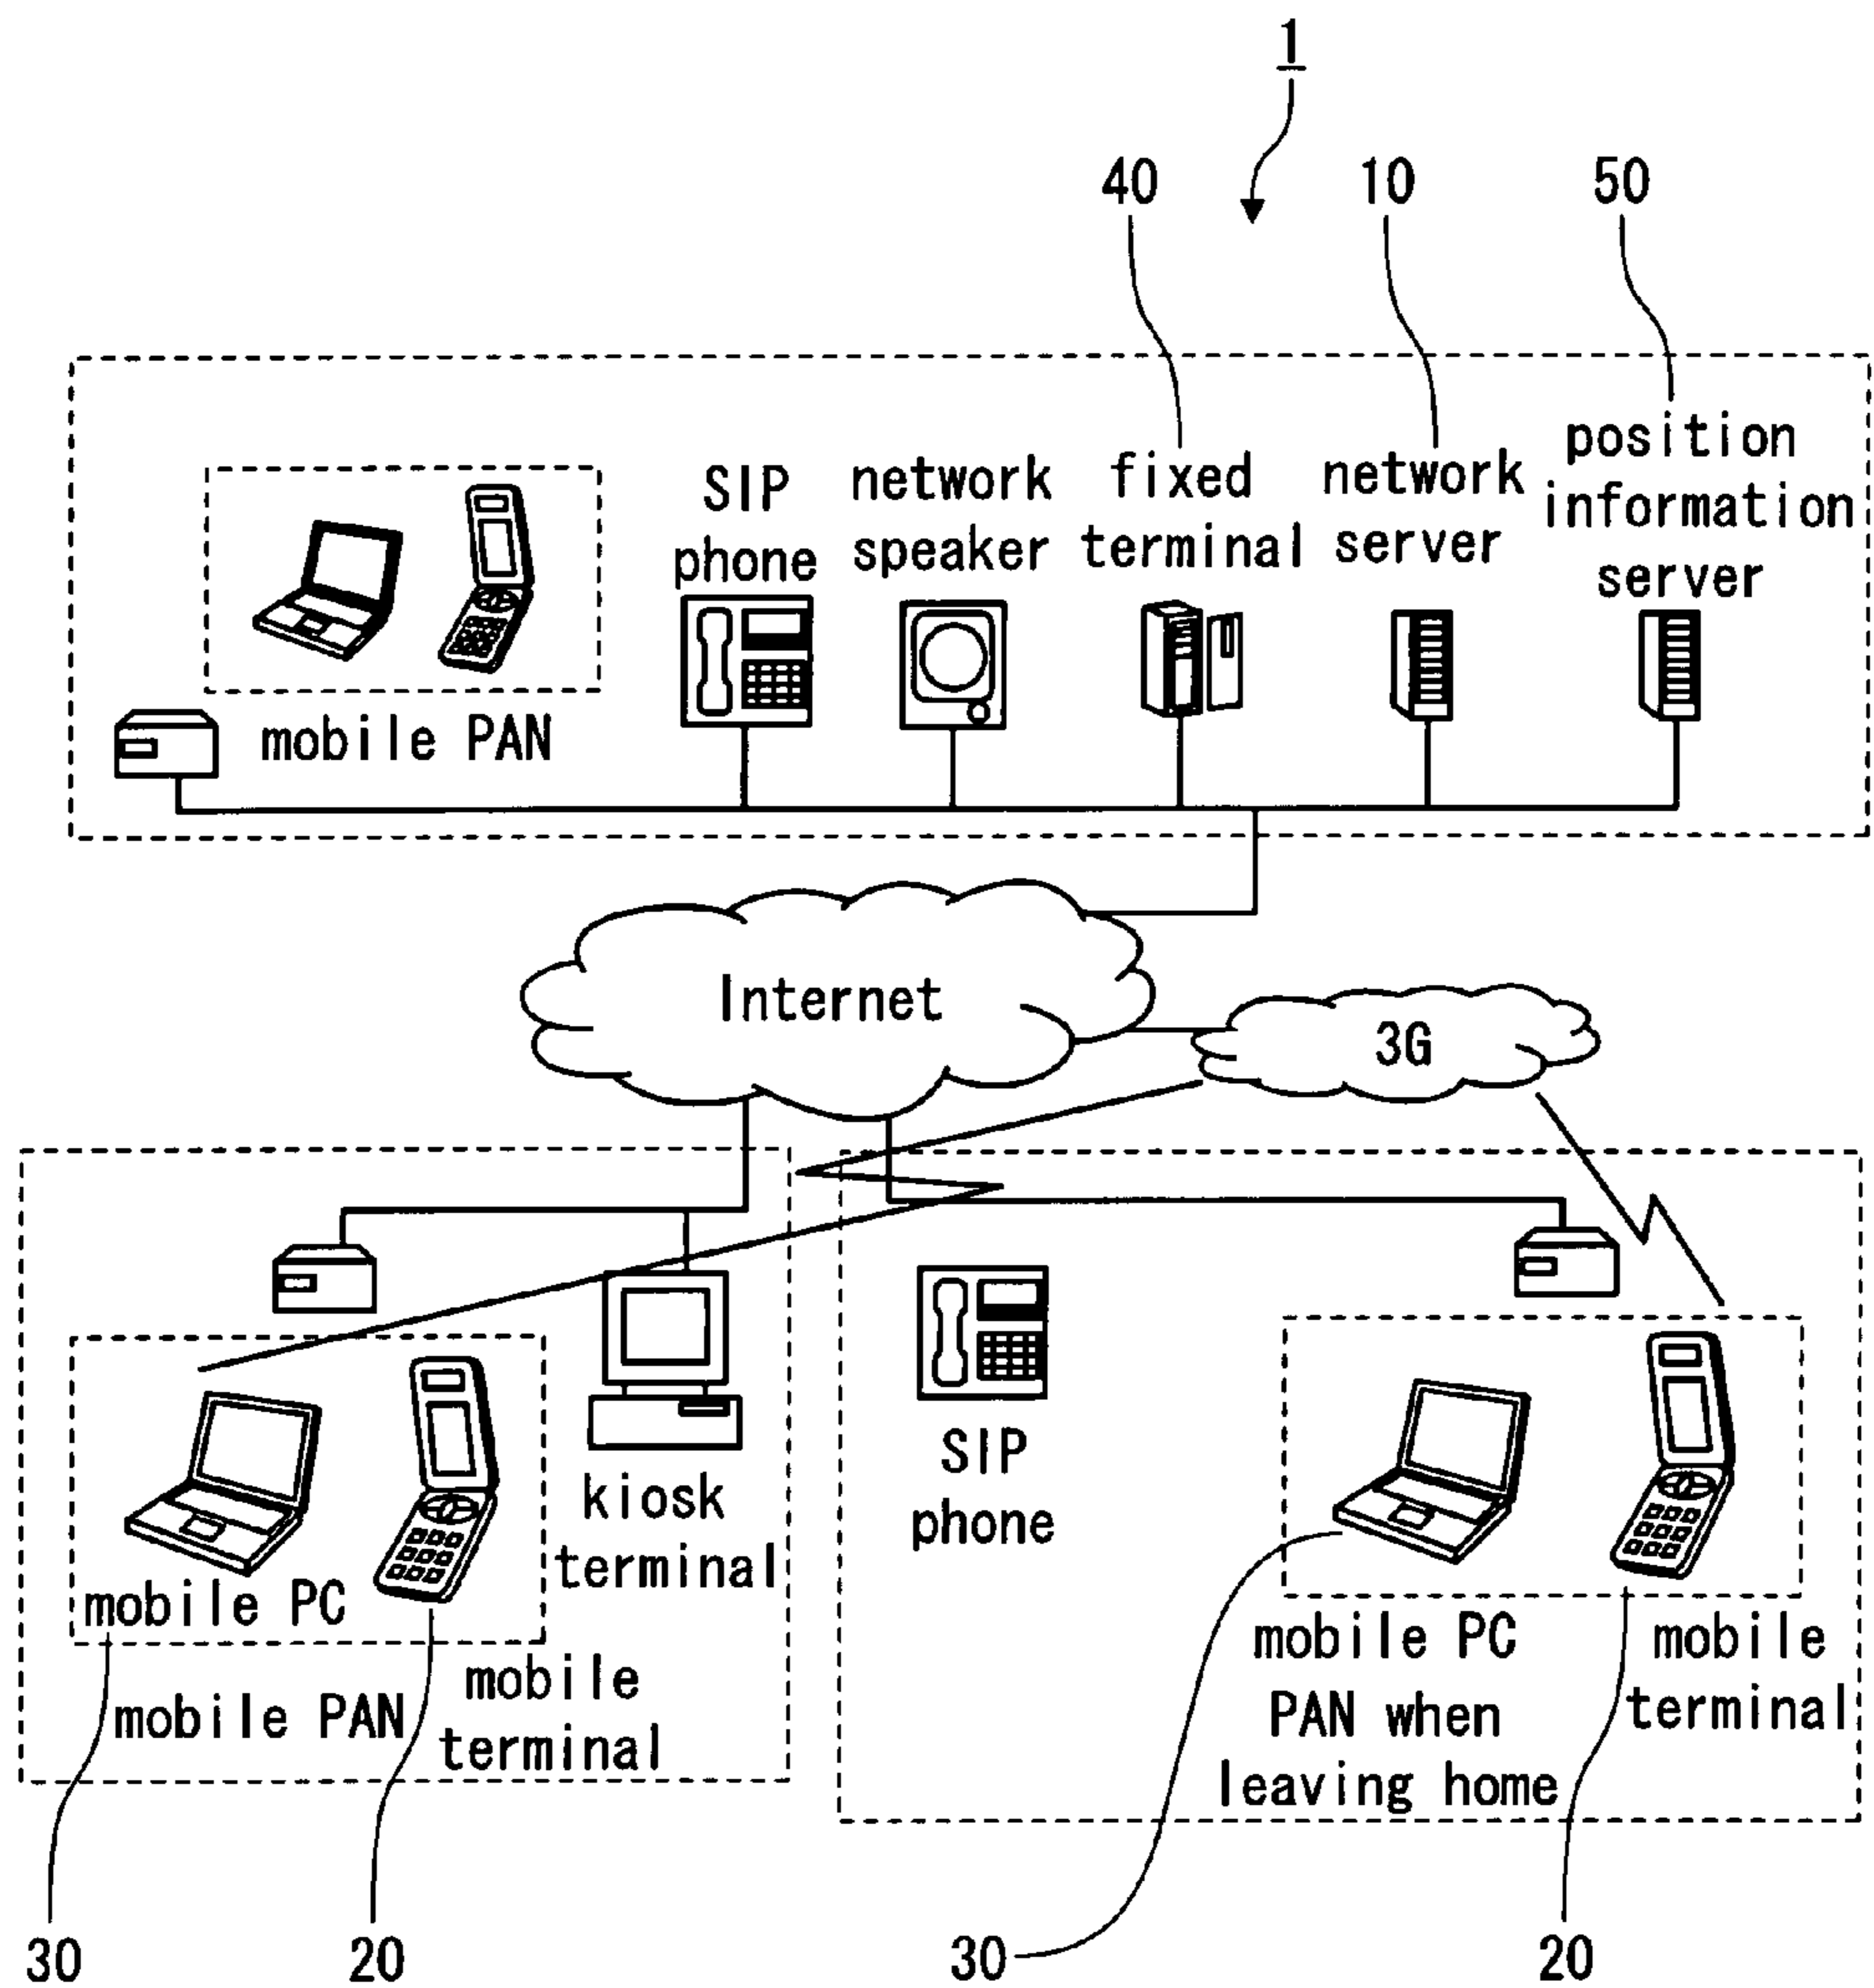 1
40
10
50
SIP
phone
network
speaker
fixed
terminal
network
server
position
information
server
mobile PAN
Internet
3G
mobile PC
mobile PAN
mobile
terminal
kiosk
terminal
SIP
phone
mobile PC
PAN when
leaving home
mobile
terminal
30
20
30
20